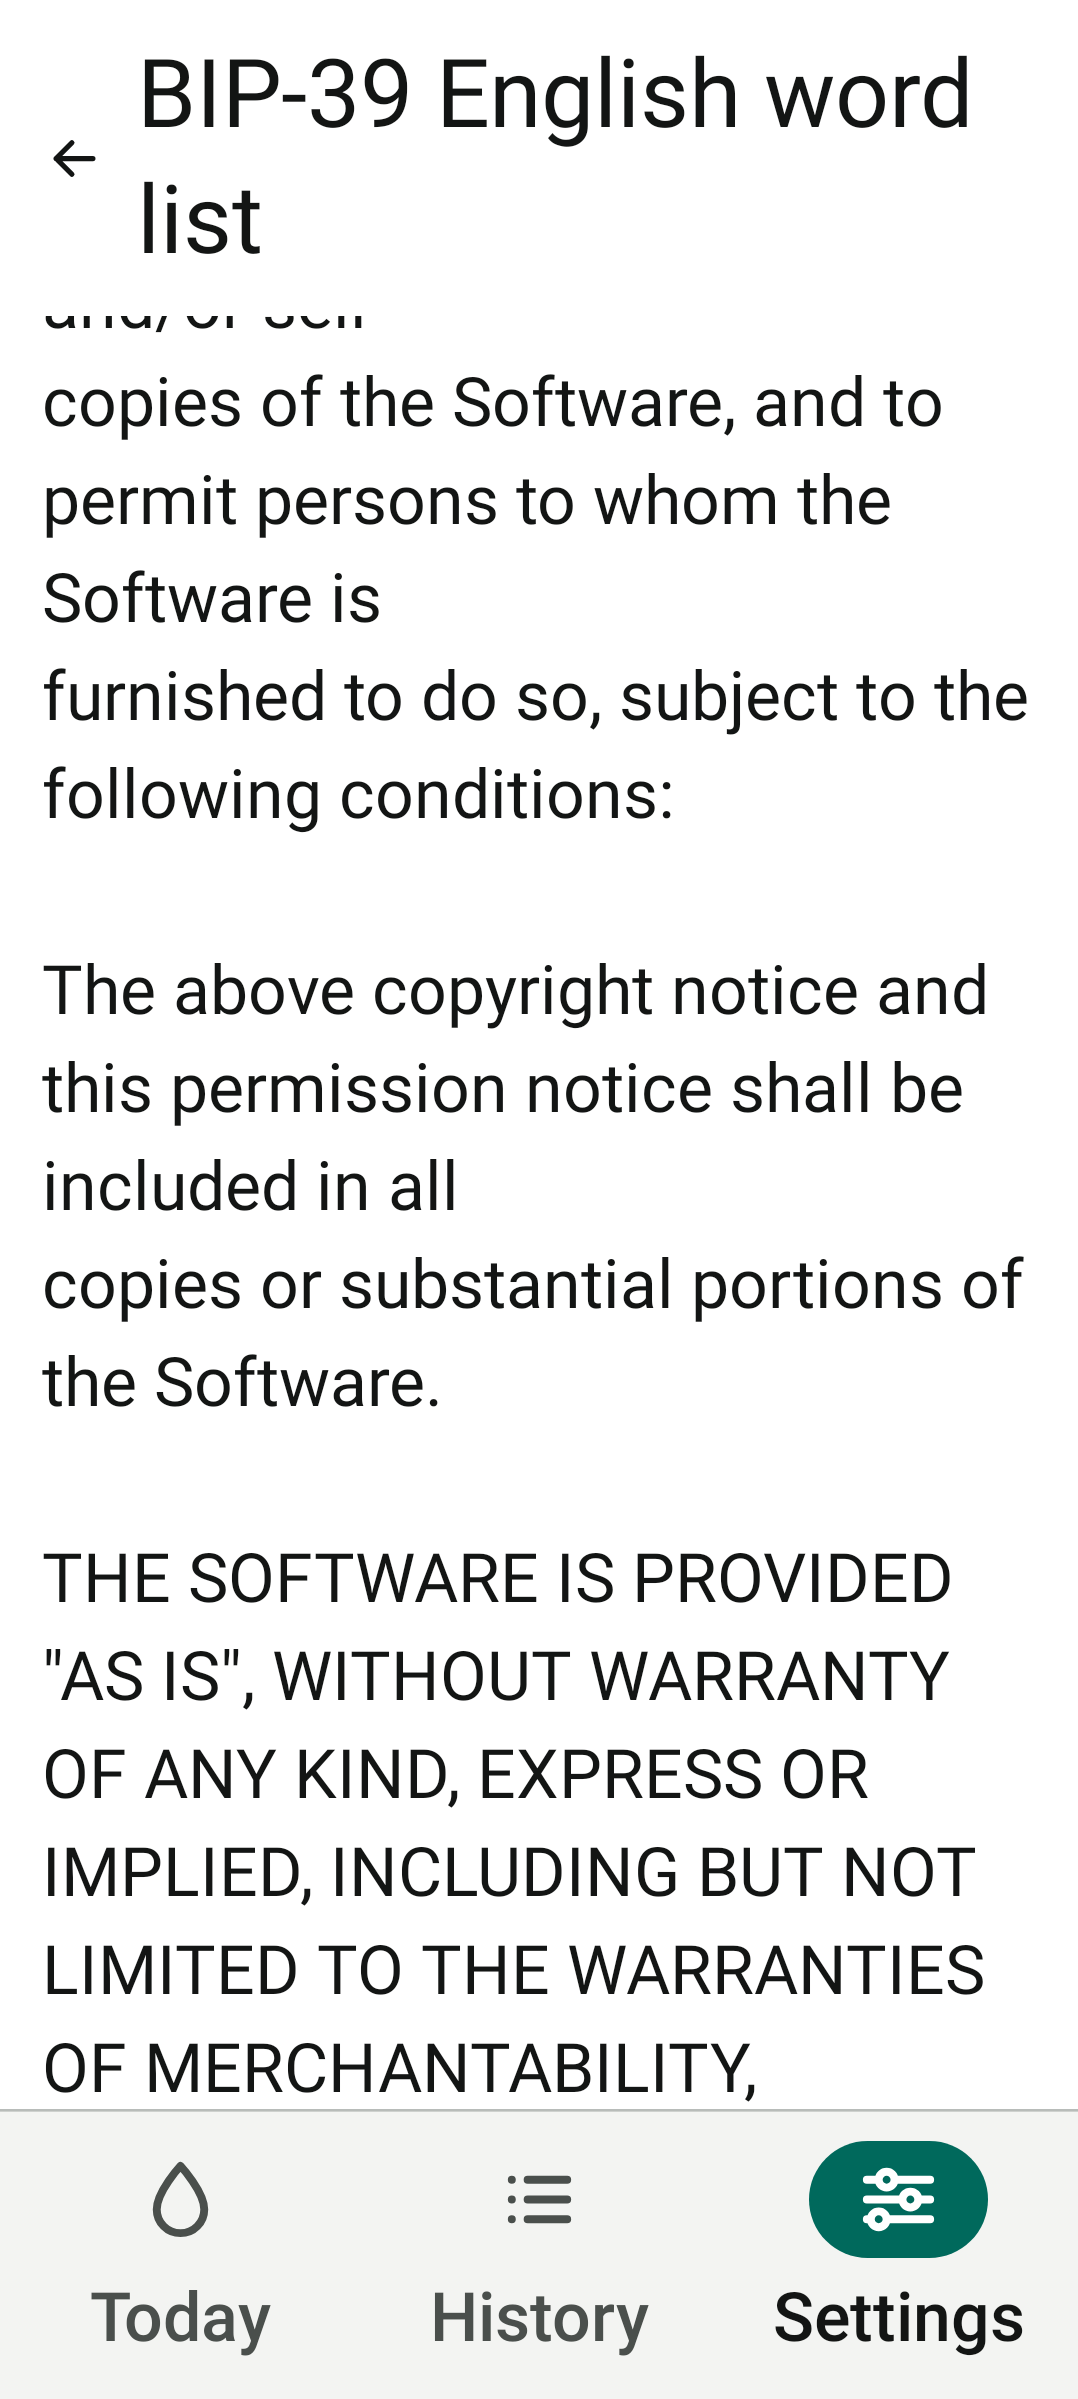 BIP-39 English word
list
and/or sell
copies of the Software, and to
permit persons to whom the
Software is
furnished to do so, subject to the
following conditions:
The above copyright notice and
this permission notice shall be
included in all
copies or substantial portions of
the Software.
THE SOFTWARE IS PROVIDED
"AS IS", WITHOUT WARRANTY
OF ANY KIND, EXPRESS OR
IMPLIED, INCLUDING BUT NOT
LIMITED TO THE WARRANTIES
OF MERCHANTABILITY,
Today
History
Settings